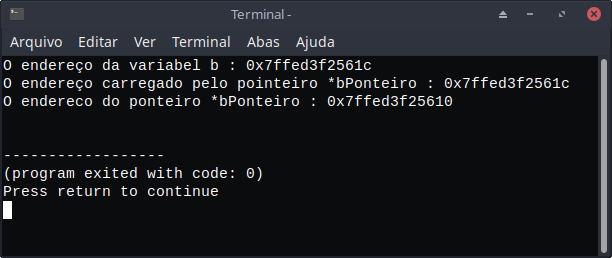 Terminal -
Arquivo Editar Ver Terminal Abas Ajuda
O endereço da variabel b : 0x7ffed3f2561c
O endereço carregado pelo pointeiro *bPonteiro : 0x7ffed3f2561c
O endereco do ponteiro *bPonteiro : 0x7ffed3f25610
------------------
(program exited with code: 0)
Press return to continue